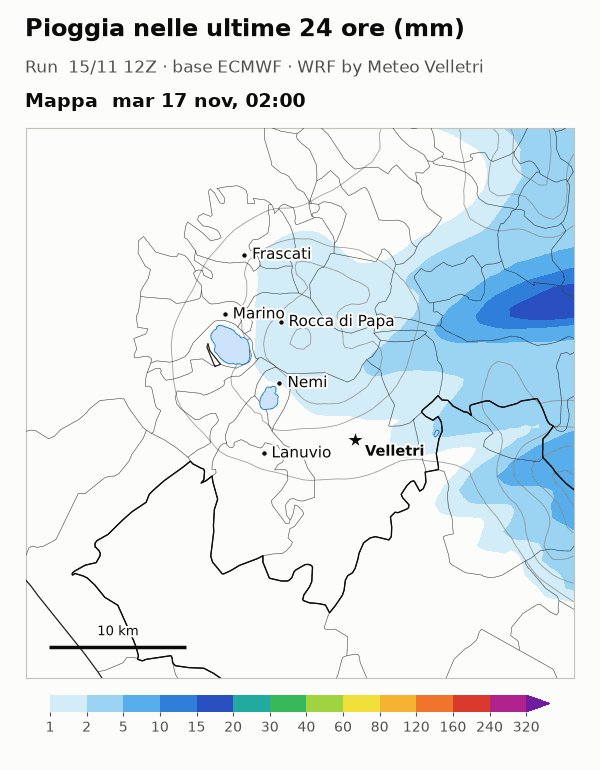 Pioggia nelle ultime 24 ore (mm)
Run  15/11 12Z · base ECMWF · WRF by Meteo Velletri
Mappa  mar 17 nov, 02:00
Frascati
Marino
Rocca di Papa
Nemi
Velletri
Lanuvio
10 km
1 2 5 10 15 20 30 40 60 80 120 160 240 320